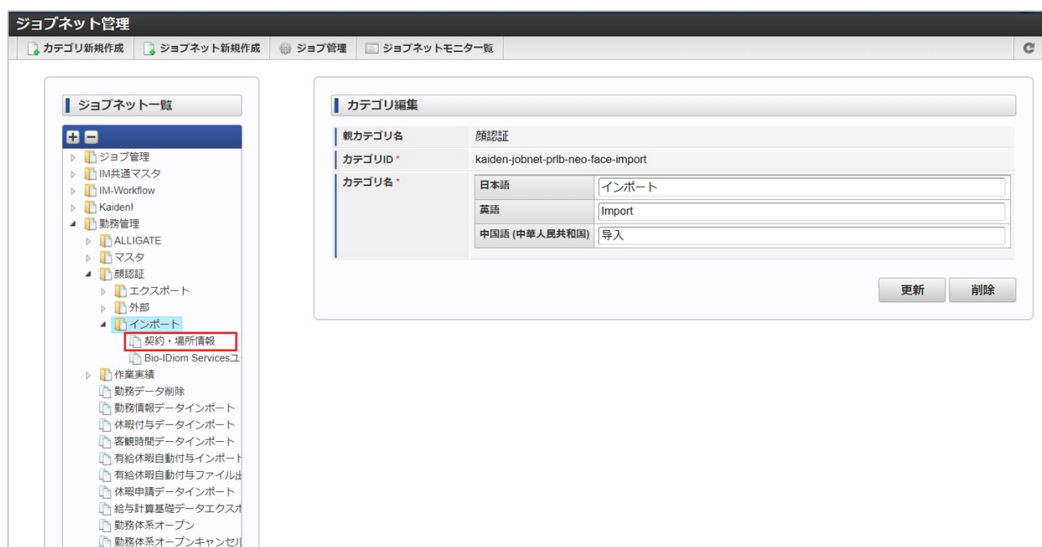 ジョブネット管理
カテゴリ新規作成 ジョブネット新規作成 ジョブ管理 ジョブネットモニター覧
ジョブネット一覧
ジョブ管理
IM共通マスタ
IM-Workflow
Kaiden!
勤務管理
ALLIGATE
マスタ
顔認証
エクスポート
外部
インポート
契約・場所情報
Bio-IDiom Servicesユ
作業実績
勤務データ削除
勤務情報データインポート
休暇付与データインポート
客観時間データインポート
有給休暇自動付与インポート
有給休暇自動付与ファイル出
休暇申請データインポート
給与計算基礎データエクスポ
勤務体系オープン
勤務体系オープンキャンセル
カテゴリ編集
親カテゴリ名 顔認証
カテゴリID * kaiden-jobnet-prlb-neo-face-import
カテゴリ名 *
日本語 インポート
英語 Import
中国語 (中華人民共和国) 导入
更新 削除